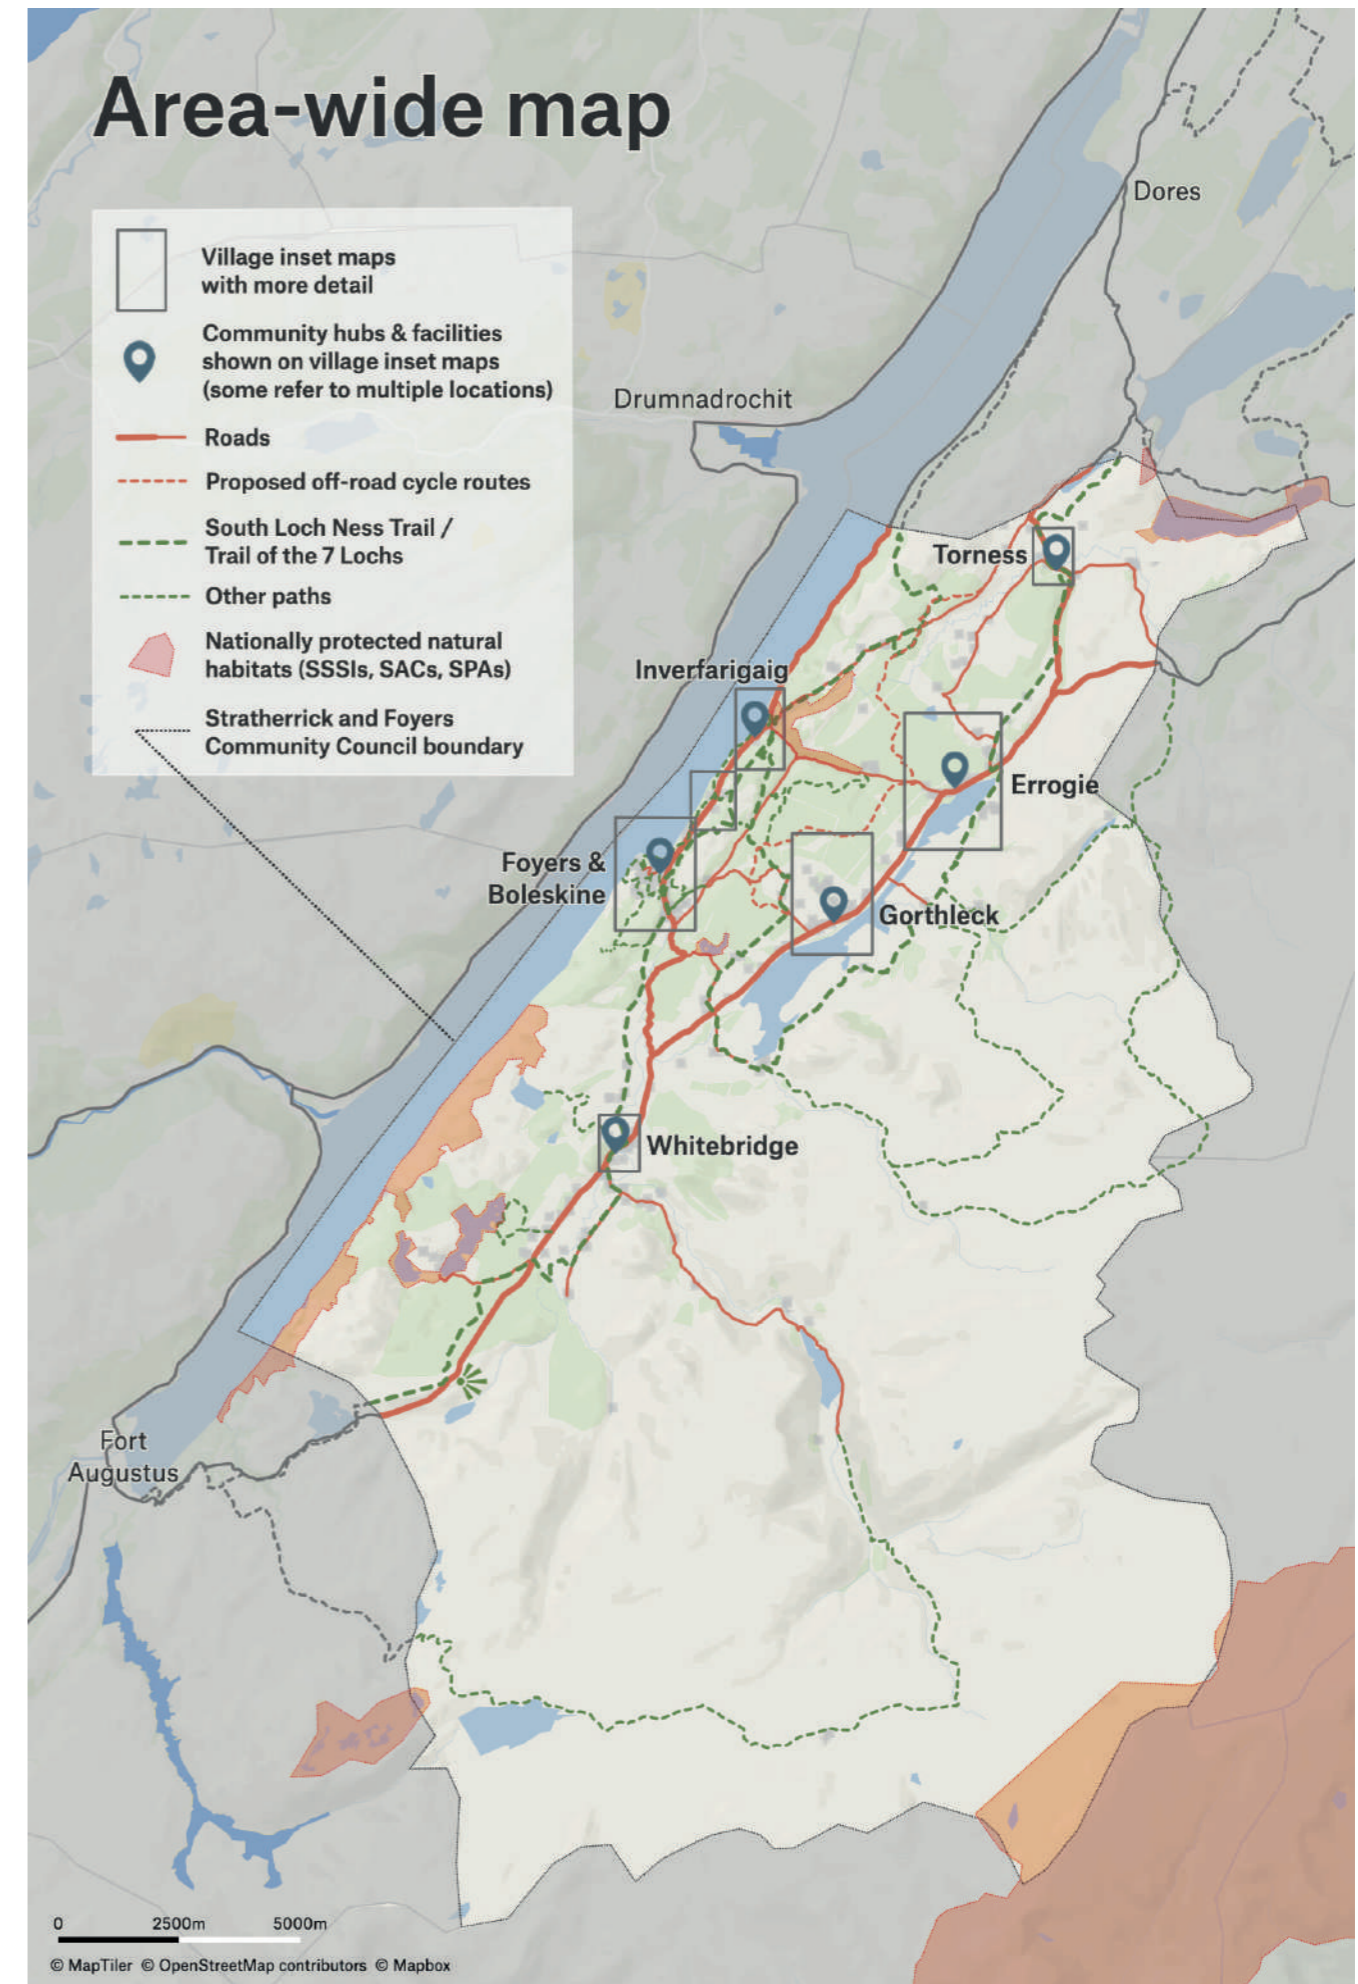 Area-wide map
Village inset maps
with more detail
Community hubs & facilities
shown on village inset maps
(some refer to multiple locations)
Roads
Proposed off-road cycle routes
South Loch Ness Trail /
Trail of the 7 Lochs
Other paths
Nationally protected natural
habitats (SSSIs, SACs, SPAs)
Stratherrick and Foyers
Community Council boundary
Dores
Drumnadrochit
Torness
Inverfarigaig
Errogie
Foyers &
Boleskine
Gorthleck
Whitebridge
Fort
Augustus
0 2500m 5000m
© MapTiler © OpenStreetMap contributors © Mapbox